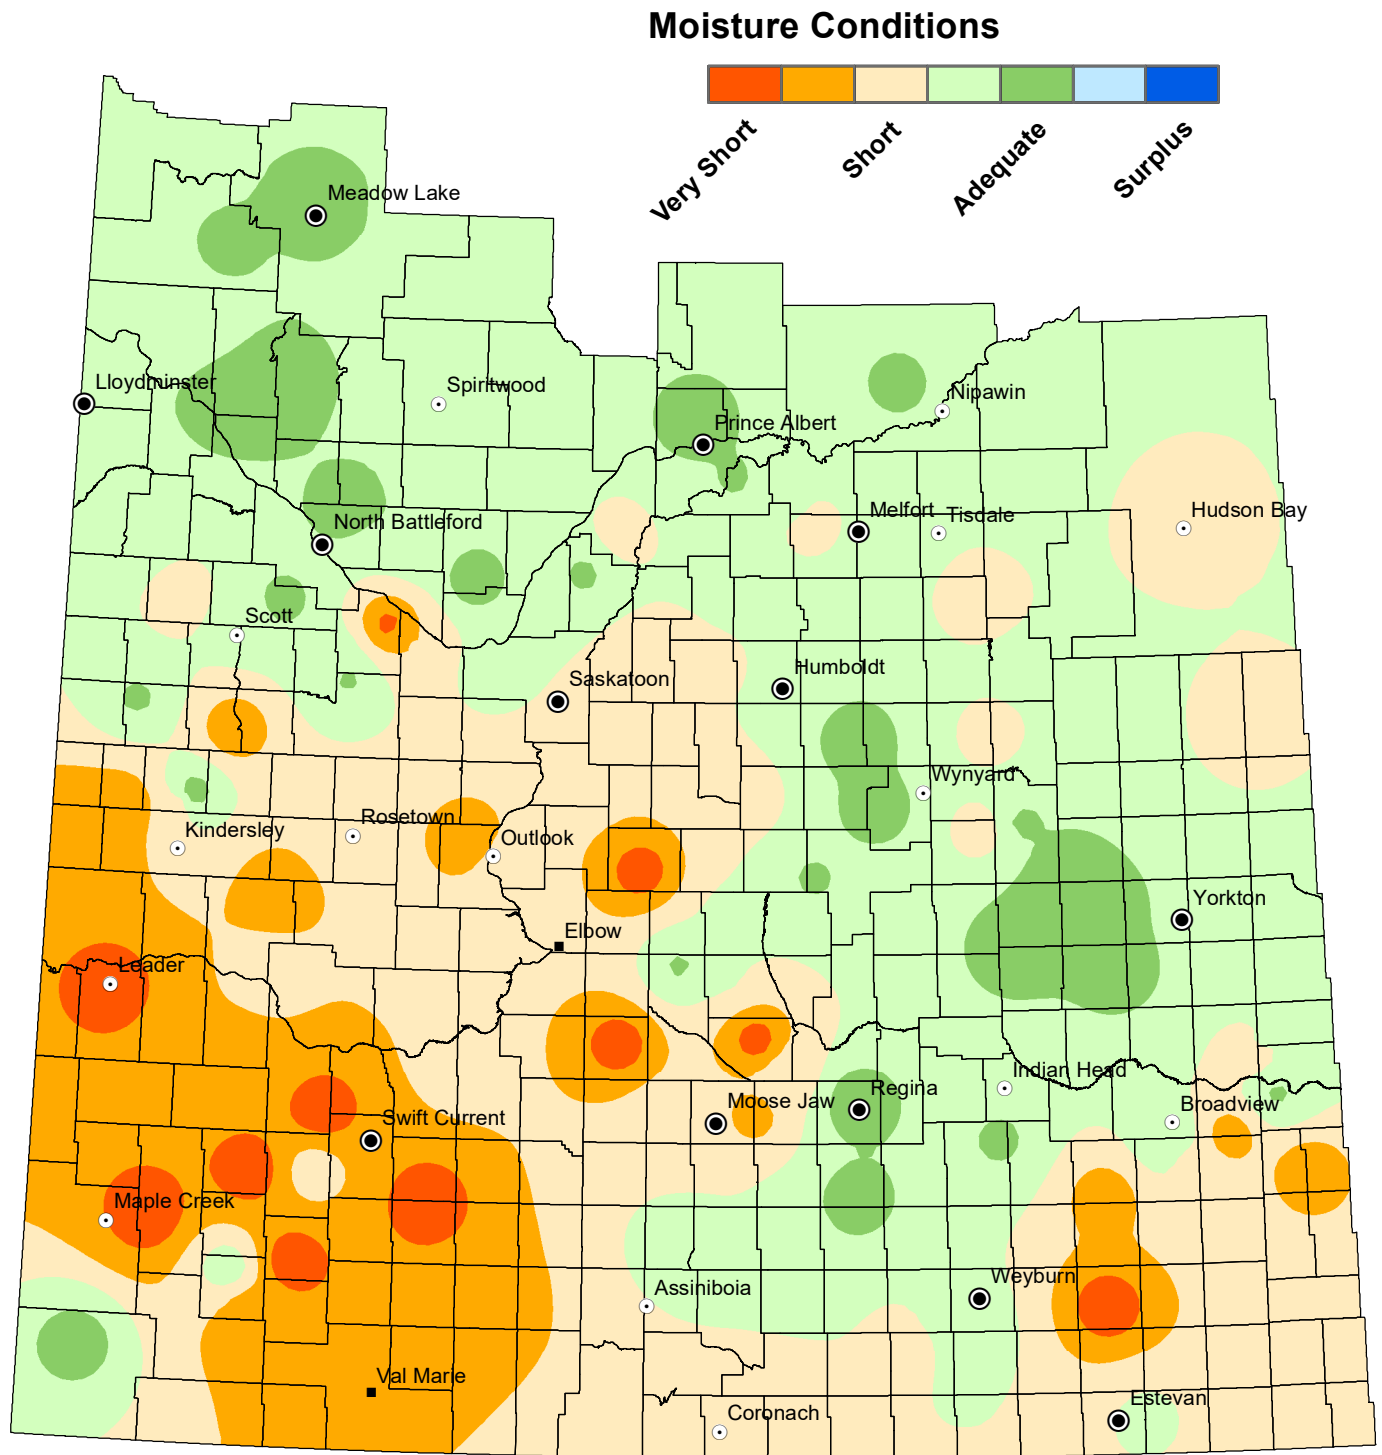 Moisture Conditions
Very Short
Short
Adequate
Surplus
Meadow Lake
Lloydminster
Spiritwood
Nipawin
Prince Albert
Hudson Bay
Melfort
Tisdale
North Battleford
Scott
Saskatoon
Humboldt
Wynyard
Rosetown
Kindersley
Outlook
Yorkton
Elbow
Leader
Indian Head
Regina
Moose Jaw
Broadview
Swift Current
Maple Creek
Weyburn
Assiniboia
Val Marie
Estevan
Coronach